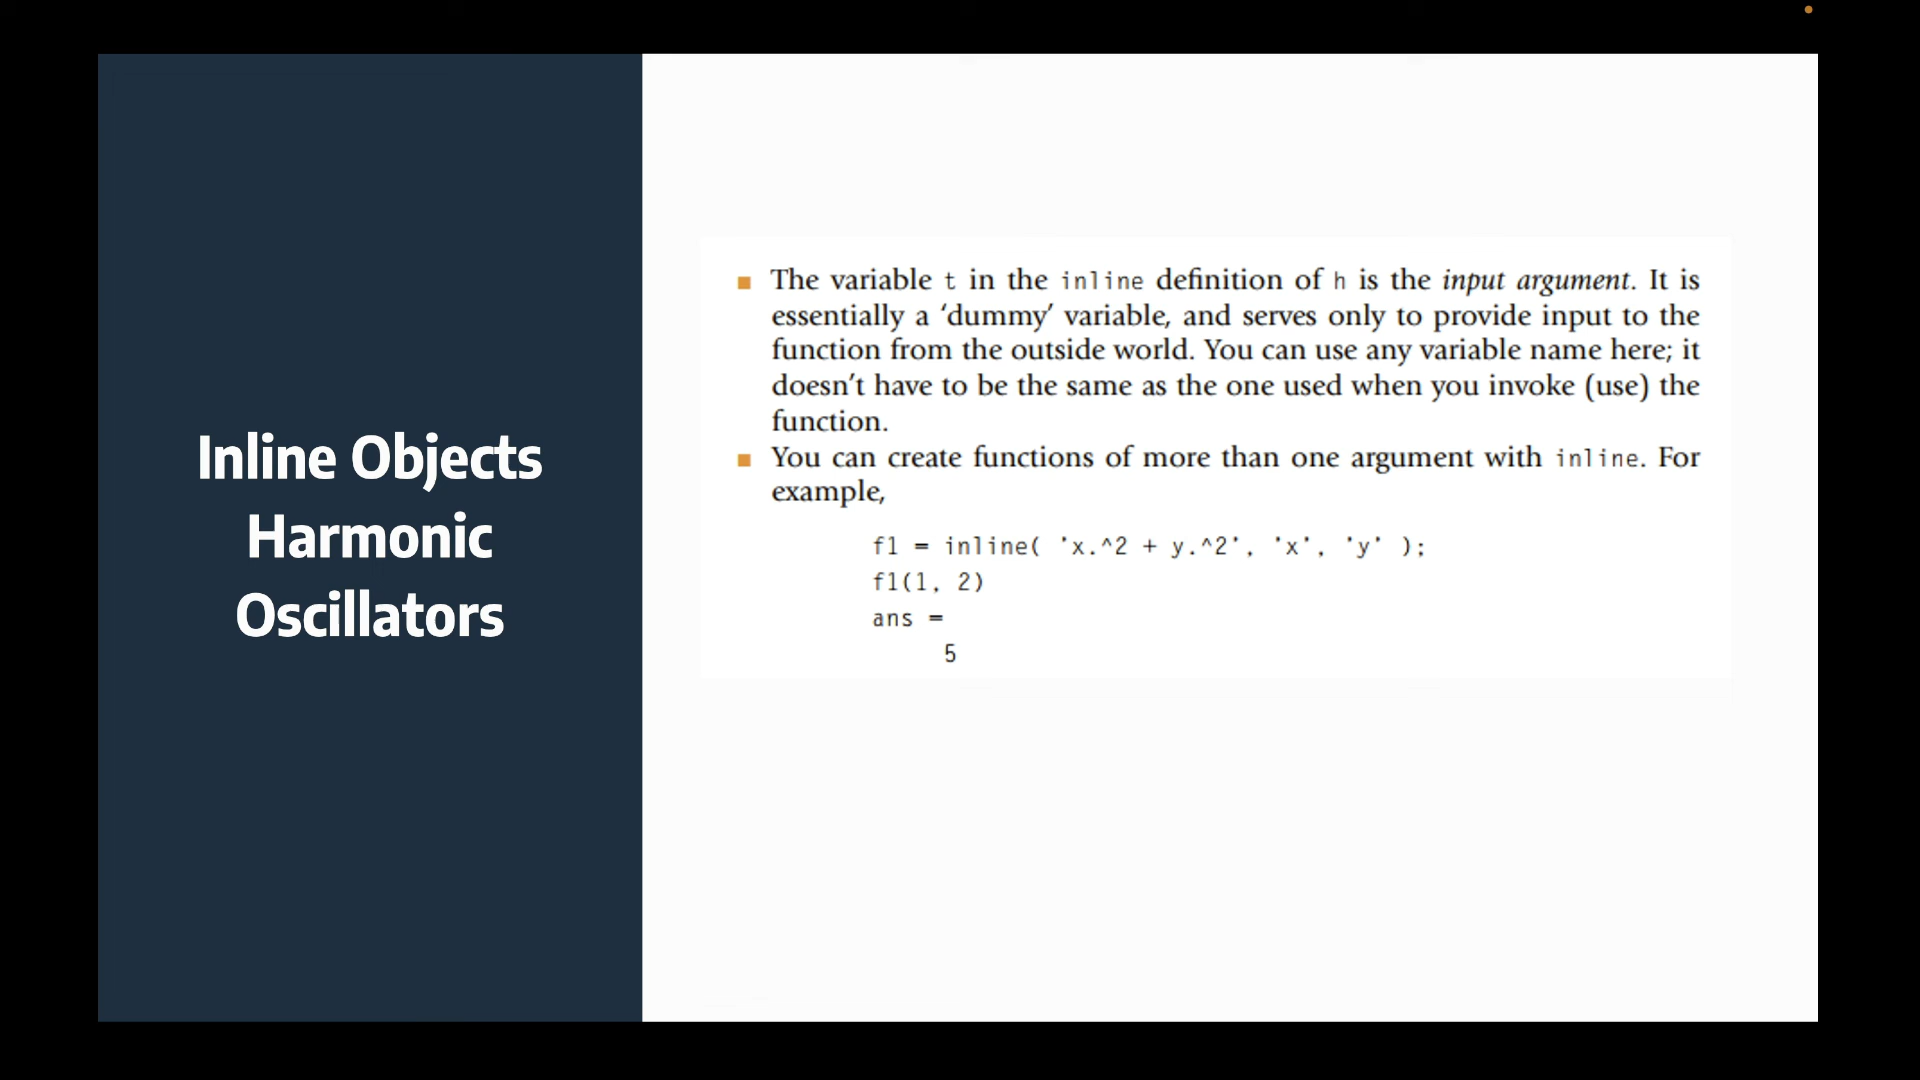 Inline Objects
Harmonic
Oscillators
▪ The variable t in the inline definition of h is the input argument. It is
essentially a ‘dummy’ variable, and serves only to provide input to the
function from the outside world. You can use any variable name here; it
doesn’t have to be the same as the one used when you invoke (use) the
function.
▪ You can create functions of more than one argument with inline. For
example,
f1 = inline( 'x.^2 + y.^2', 'x', 'y' );
f1(1, 2)
ans =
5